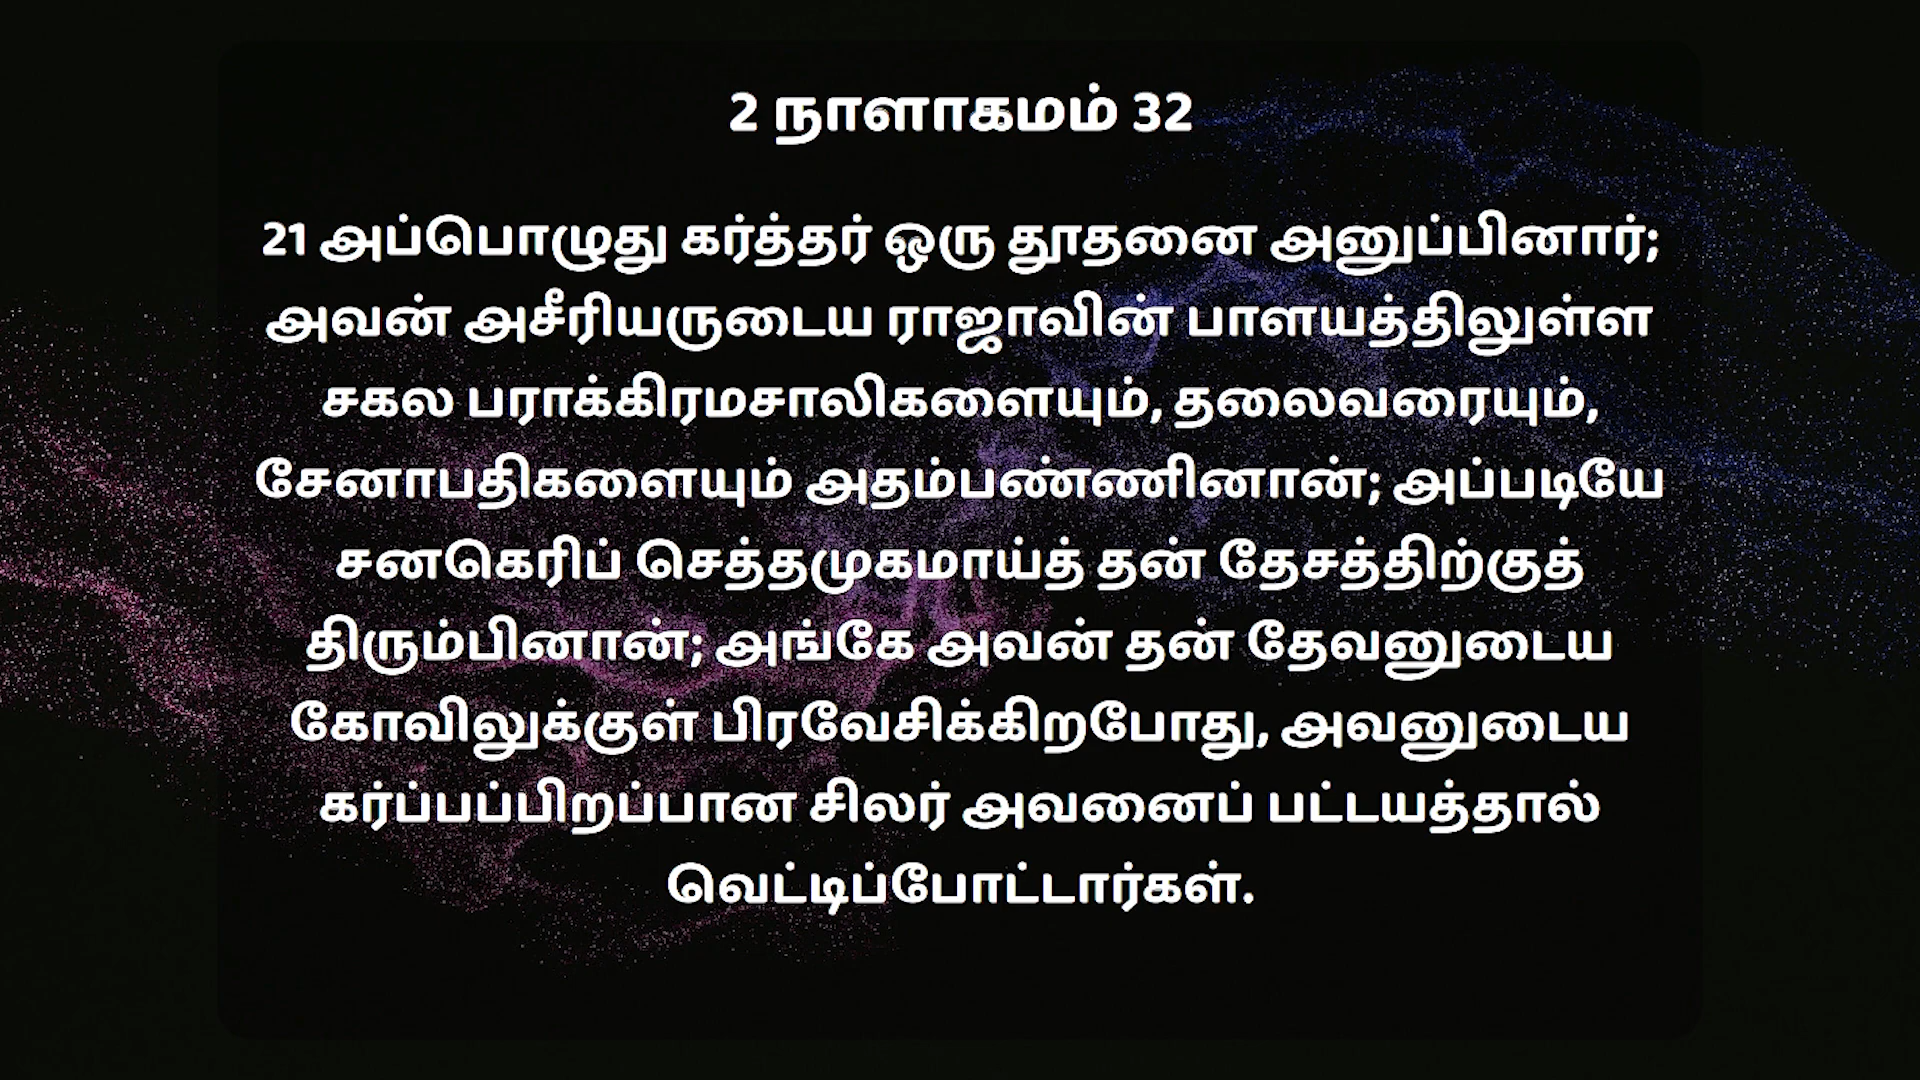 2 நாளாகமம் 32
21 அப்பொழுது கர்த்தர் ஒரு தூதனை அனுப்பினார்;
அவன் அசீரியருடைய ராஜாவின் பாளயத்திலுள்ள
சகல பராக்கிரமசாலிகளையும், தலைவரையும்,
சேனாபதிகளையும் அதம்பண்ணினான்; அப்படியே
சனகெரிப் செத்தமுகமாய்த் தன் தேசத்திற்குத்
திரும்பினான்; அங்கே அவன் தன் தேவனுடைய
கோவிலுக்குள் பிரவேசிக்கிறபோது, அவனுடைய
கர்ப்பப்பிறப்பான சிலர் அவனைப் பட்டயத்தால்
வெட்டிப்போட்டார்கள்.